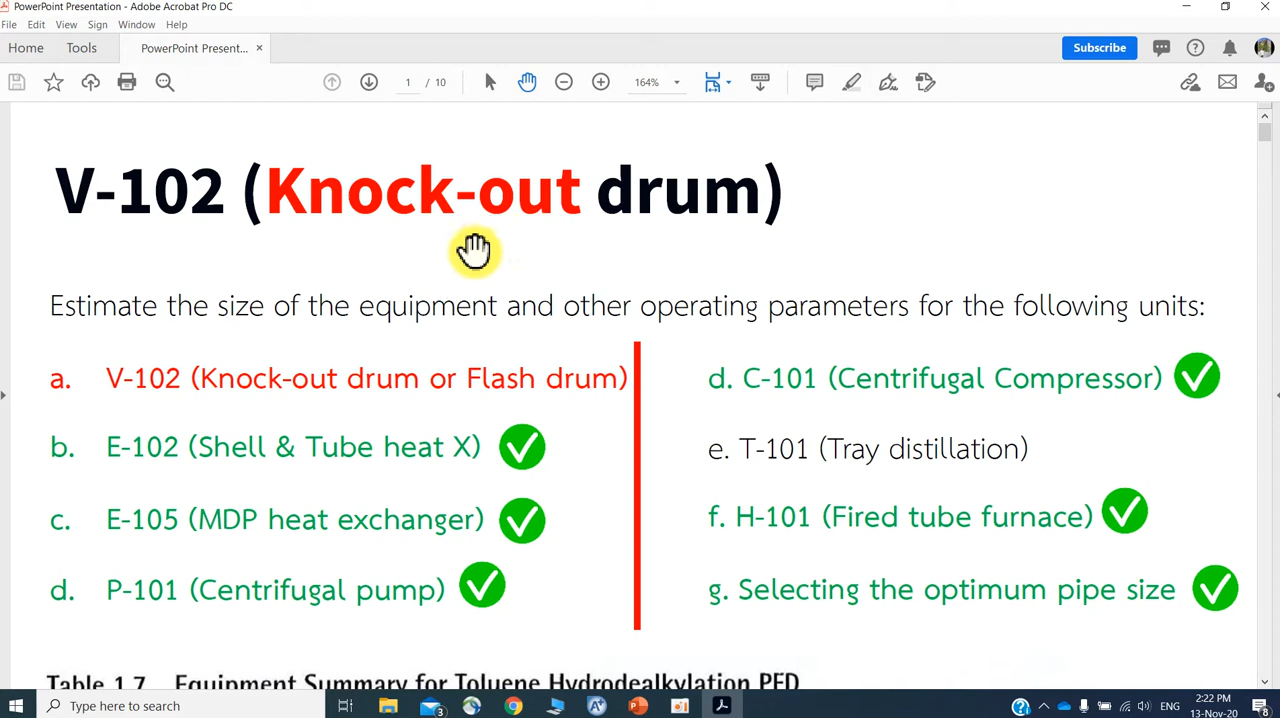 PowerPoint Presentation - Adobe Acrobat Pro DC
File Edit View Sign Window Help
Home Tools PowerPoint Present... × Subscribe
1 / 10 164%
V-102 (Knock-out drum)
Estimate the size of the equipment and other operating parameters for the following units:
a. V-102 (Knock-out drum or Flash drum)
b. E-102 (Shell & Tube heat X)
c. E-105 (MDP heat exchanger)
d. P-101 (Centrifugal pump)
d. C-101 (Centrifugal Compressor)
e. T-101 (Tray distillation)
f. H-101 (Fired tube furnace)
g. Selecting the optimum pipe size
Table 1.7 Equipment Summary for Toluene Hydrodealkylation PFD
Type here to search
3
ENG
2:22 PM
13-Nov-20
8